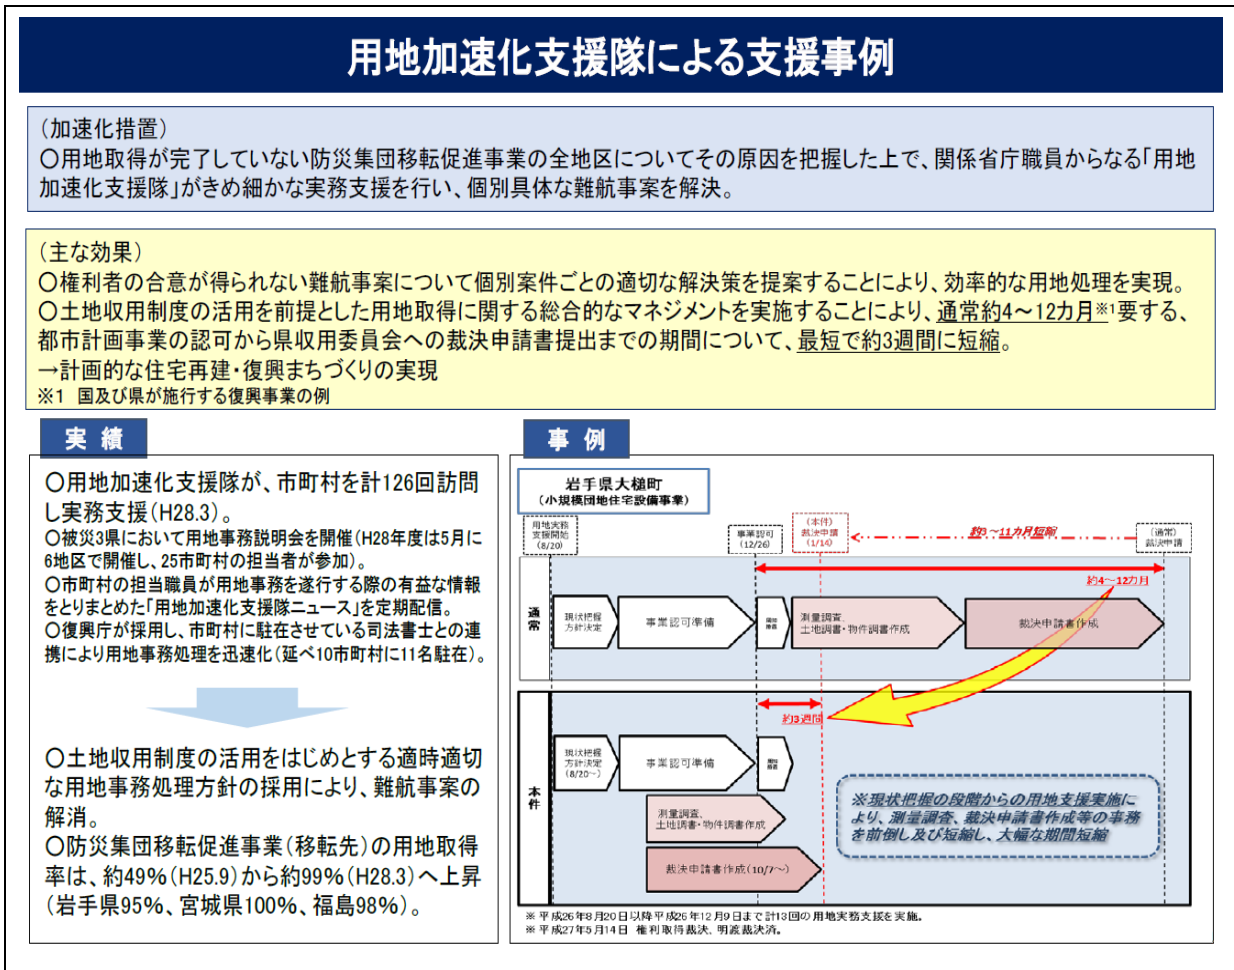 用地加速化支援隊による支援事例
（加速化措置）
○用地取得が完了していない防災集団移転促進事業の全地区についてその原因を把握した上で、関係省庁職員からなる「用地
加速化支援隊」がきめ細かな実務支援を行い、個別具体な難航事案を解決。
（主な効果）
○権利者の合意が得られない難航事案について個別案件ごとの適切な解決策を提案することにより、効率的な用地処理を実現。
○土地収用制度の活用を前提とした用地取得に関する総合的なマネジメントを実施することにより、通常約4～12カ月※1要する、
都市計画事業の認可から県収用委員会への裁決申請書提出までの期間について、最短で約3週間に短縮。
→計画的な住宅再建・復興まちづくりの実現
※1　国及び県が施行する復興事業の例
実　績
○用地加速化支援隊が、市町村を計126回訪問
し実務支援（H28.3）。
○被災3県において用地事務説明会を開催（H28年度は5月に
6地区で開催し、25市町村の担当者が参加）。
○市町村の担当職員が用地事務を遂行する際の有益な情報
をとりまとめた「用地加速化支援隊ニュース」を定期配信。
○復興庁が採用し、市町村に駐在させている司法書士との連
携により用地事務処理を迅速化（延べ10市町村に11名駐在）。
○土地収用制度の活用をはじめとする適時適切
な用地事務処理方針の採用により、難航事案の
解消。
○防災集団移転促進事業（移転先）の用地取得
率は、約49％（H25.9）から約99％（H28.3）へ上昇
（岩手県95％、宮城県100％、福島98％）。
事　例
岩手県大槌町
（小規模団地住宅設備事業）
用地実務
支援開始
（8/20）
事業認可
（12/26）
（本件）
裁決申請
（1/14）
約3～11カ月短縮
（通常）
裁決申請
約4～12カ月
通常
現状把握
方針決定
事業認可準備
測量調査、
土地調書・物件調書作成
裁決申請書作成
約3週間
本件
現状把握
方針決定
（8/20～）
事業認可準備
測量調査、
土地調書・物件調書作成
裁決申請書作成（10/7～）
※現状把握の段階からの用地支援実施に
より、測量調査、裁決申請書作成等の事務
を前倒し及び短縮し、大幅な期間短縮
※ 平成26年8月20日以降平成26年12月9日まで計13回の用地実務支援を実施。
※ 平成27年5月14日 権利取得裁決、明渡裁決済。